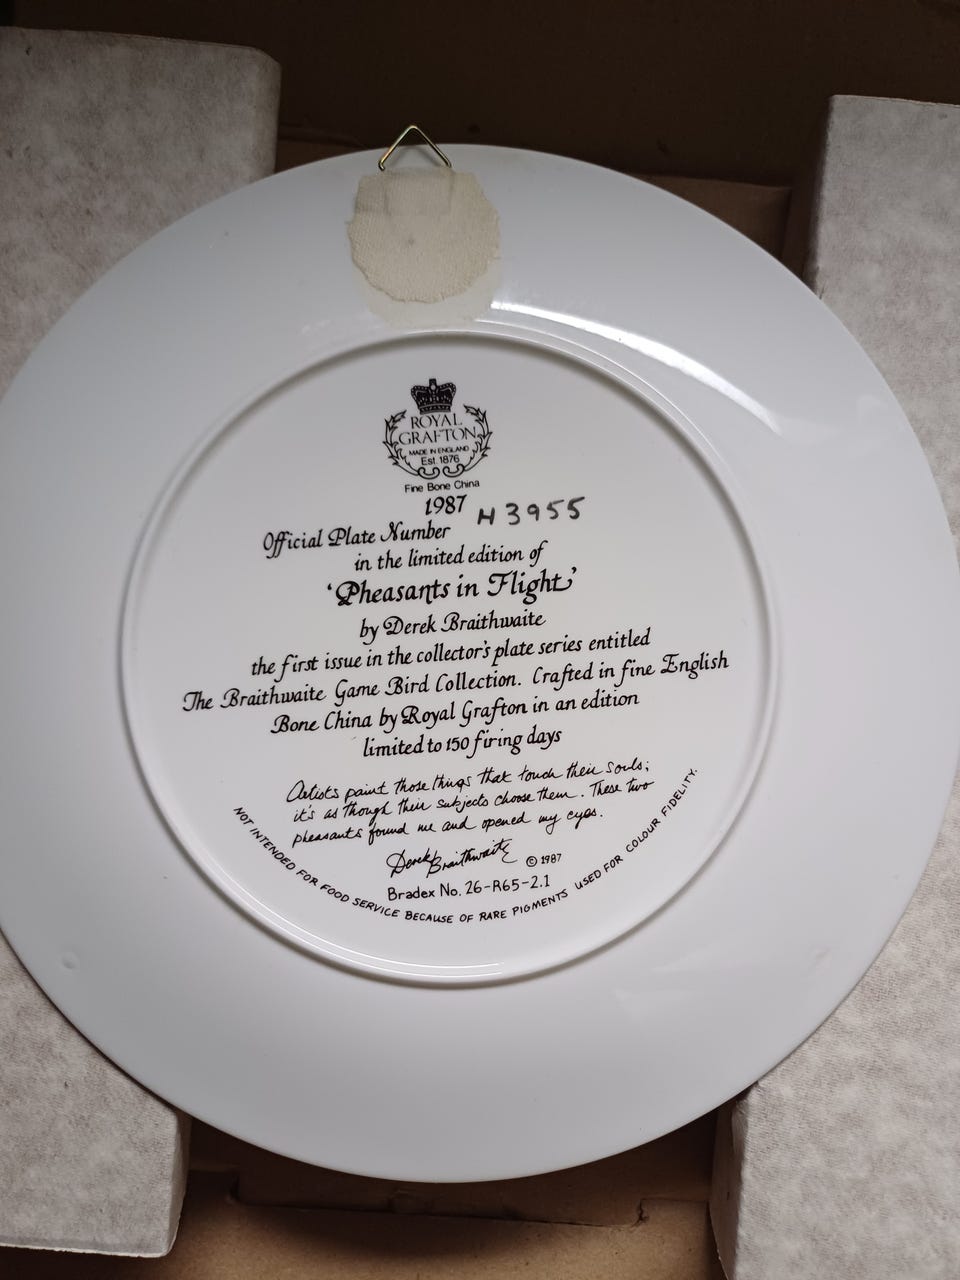 ROYAL
GRAFTON
MADE IN ENGLAND
Est 1876
Fine Bone China
1987
Official Plate Number H3955
in the limited edition of
‘Pheasants in Flight’
by Derek Braithwaite
the first issue in the collector's plate series entitled
The Braithwaite Game Bird Collection. Crafted in fine English
Bone China by Royal Grafton in an edition
limited to 150 firing days
Artists paint those things that touch their souls;
it's as though their subjects choose them. These two
pheasants found me and opened my eyes.
Derek Braithwaite © 1987
Bradex No. 26-R65-2.1
NOT INTENDED FOR FOOD SERVICE BECAUSE OF RARE PIGMENTS USED FOR COLOUR FIDELITY.